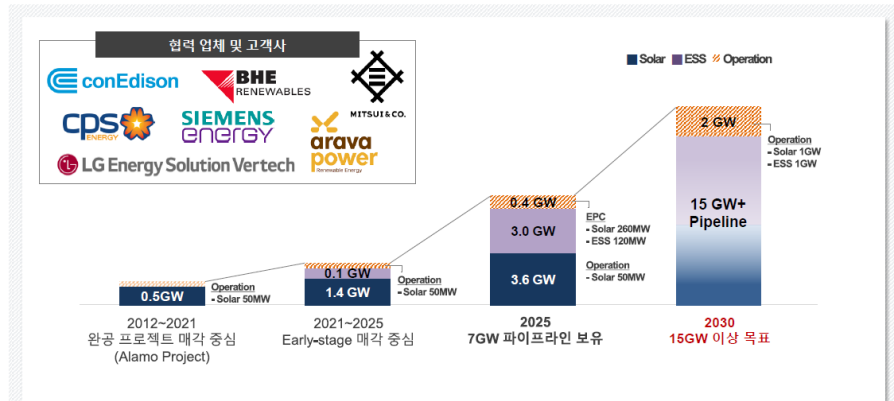 협력 업체 및 고객사
conEdison
BHE
RENEWABLES
MITSUI & CO.
cps
ENERGY
SIEMENS
energy
arava
power
Renewable Energy
LG Energy Solution Vertech
Solar ESS Operation
0.5GW
Operation
- Solar 50MW
2012~2021
완공 프로젝트 매각 중심
(Alamo Project)
0.1 GW
1.4 GW
Operation
- Solar 50MW
2021~2025
Early-stage 매각 중심
0.4 GW
3.0 GW
3.6 GW
EPC
- Solar 260MW
- ESS 120MW
Operation
- Solar 50MW
2025
7GW 파이프라인 보유
2 GW
15 GW+
Pipeline
Operation
- Solar 1GW
- ESS 1GW
2030
15GW 이상 목표